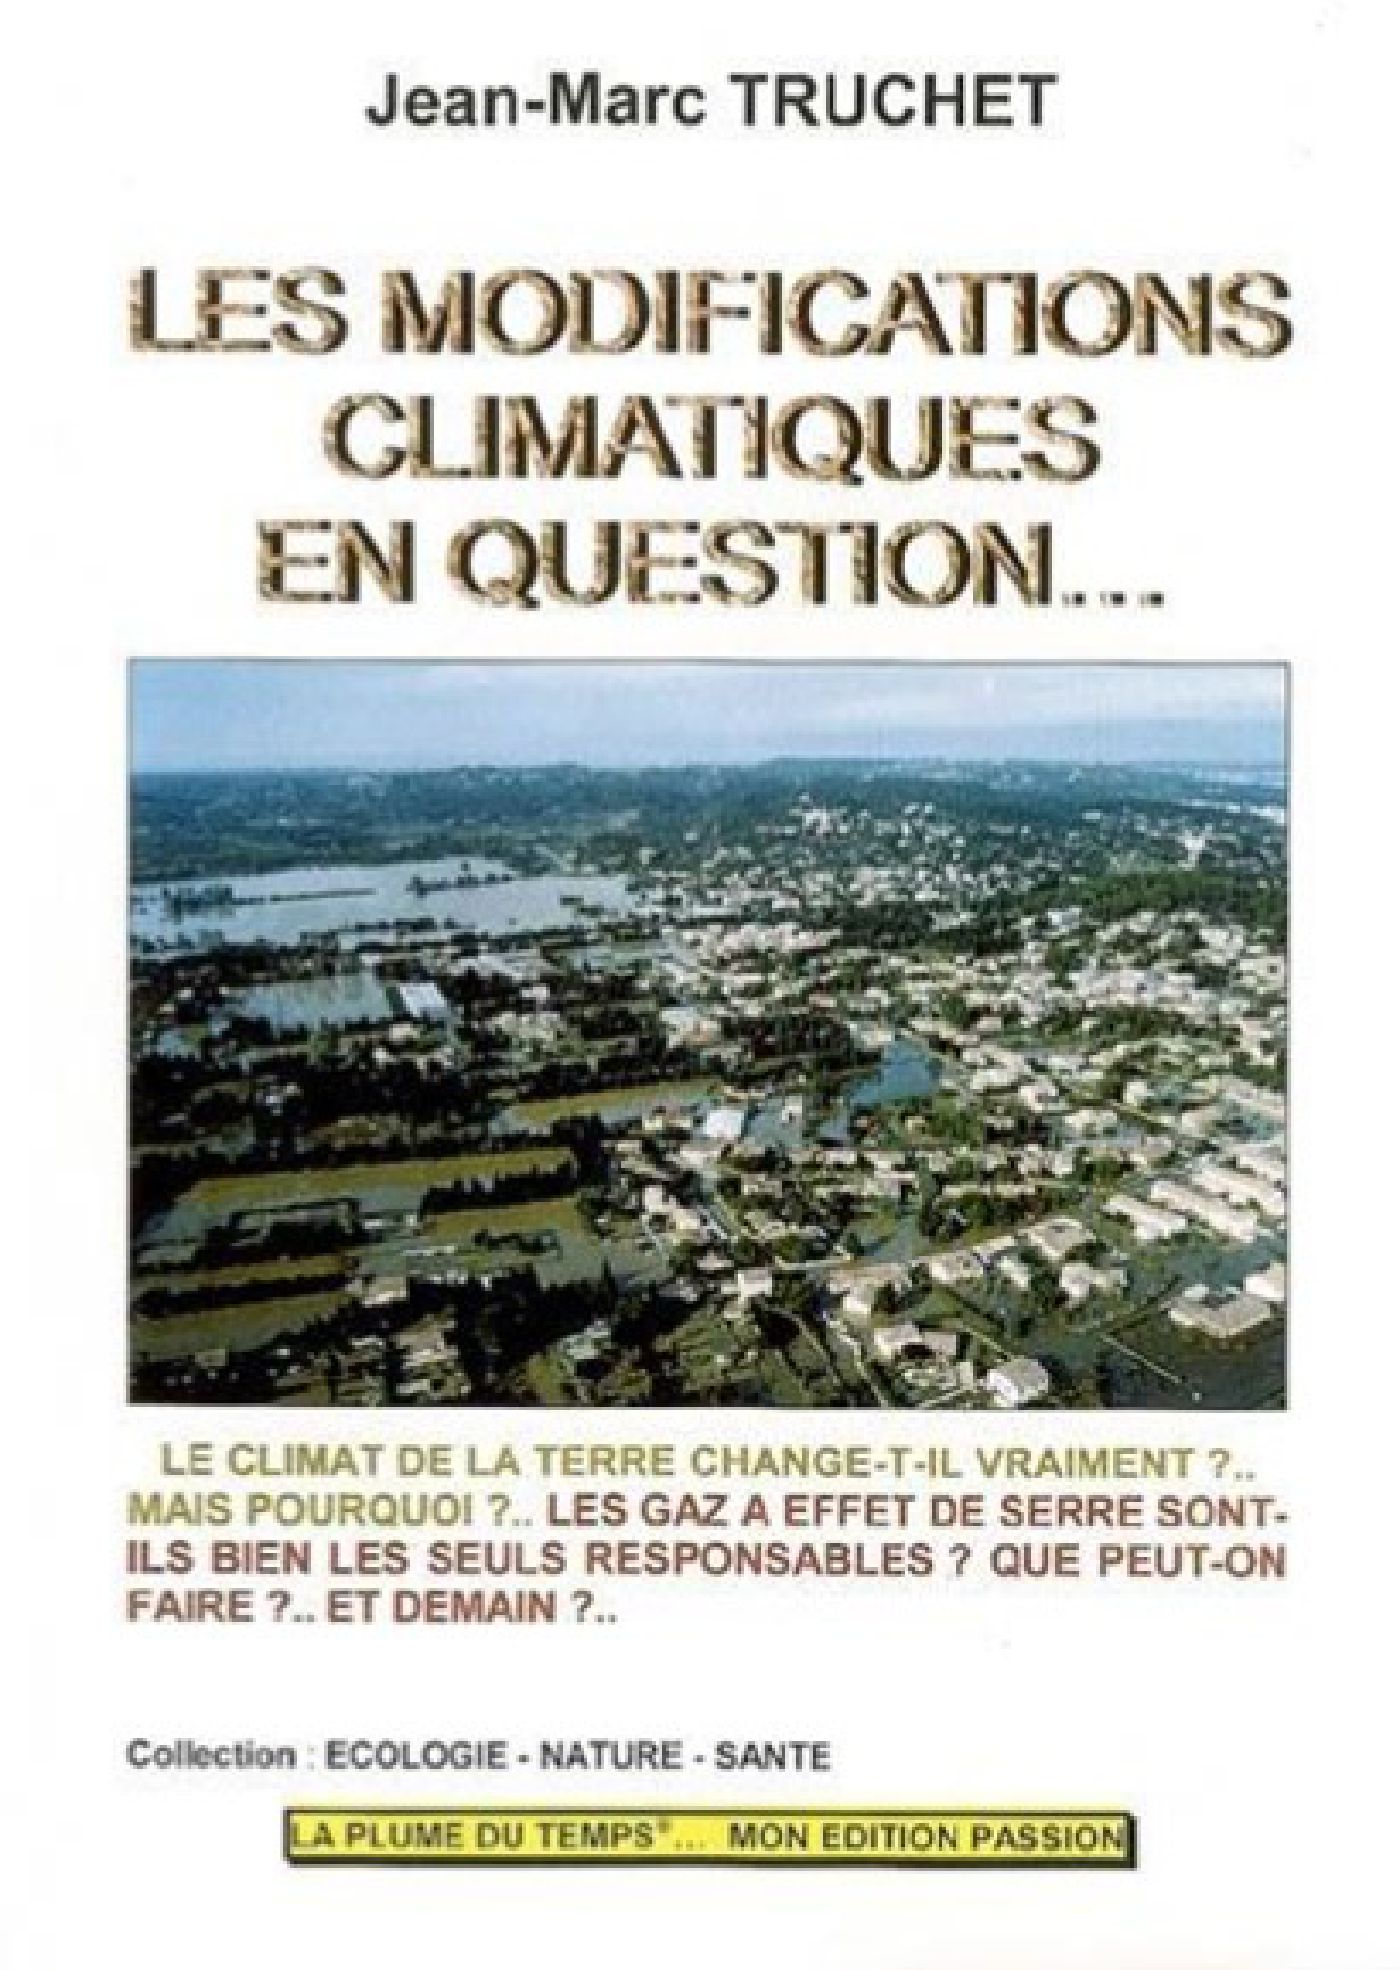 Jean-Marc TRUCHET
LES MODIFICATIONS
CLIMATIQUES
EN QUESTION...
LE CLIMAT DE LA TERRE CHANGE-T-IL VRAIMENT ?..
MAIS POURQUOI ?.. LES GAZ A EFFET DE SERRE SONT-
ILS BIEN LES SEULS RESPONSABLES ? QUE PEUT-ON
FAIRE ?.. ET DEMAIN ?..
Collection : ECOLOGIE - NATURE - SANTE
LA PLUME DU TEMPS®... MON EDITION PASSION